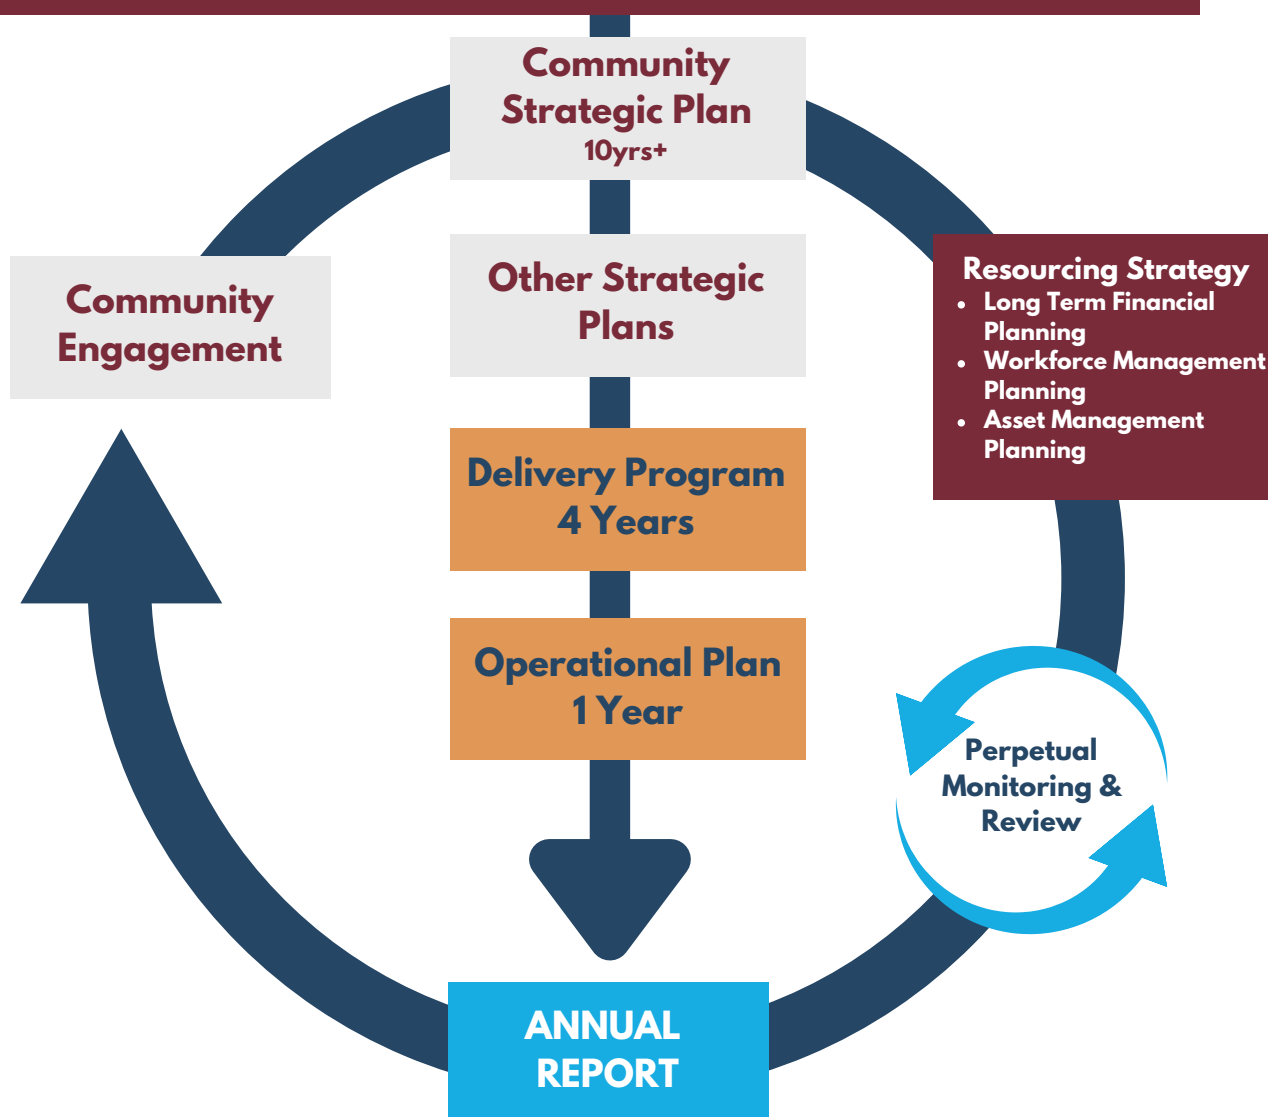 Community
Strategic Plan
10yrs+
Community
Engagement
Other Strategic
Plans
Resourcing Strategy
• Long Term Financial
Planning
• Workforce Management
Planning
• Asset Management
Planning
Delivery Program
4 Years
Operational Plan
1 Year
Perpetual
Monitoring &
Review
ANNUAL
REPORT